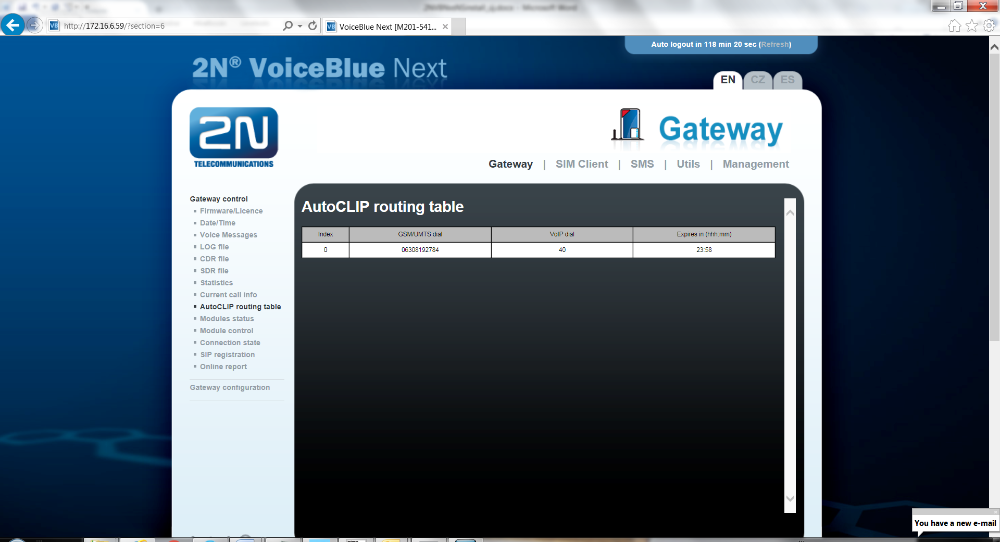 http://172.16.6.59/?section=6
VB
VB
VoiceBlue Next [M201-541...
Auto logout in 118 min 20 sec (Refresh)
2N® VoiceBlue Next
EN
CZ
ES
2N
TELECOMMUNICATIONS
Gateway
Gateway | SIM Client | SMS | Utils | Management
Gateway control
Firmware/Licence
Date/Time
Voice Messages
LOG file
CDR file
SDR file
Statistics
Current call info
AutoCLIP routing table
Modules status
Module control
Connection state
SIP registration
Online report
Gateway configuration
AutoCLIP routing table
Index GSM/UMTS dial VoIP dial Expires in (hhh:mm)
0 06308192784 40 23:58
You have a new e-mail